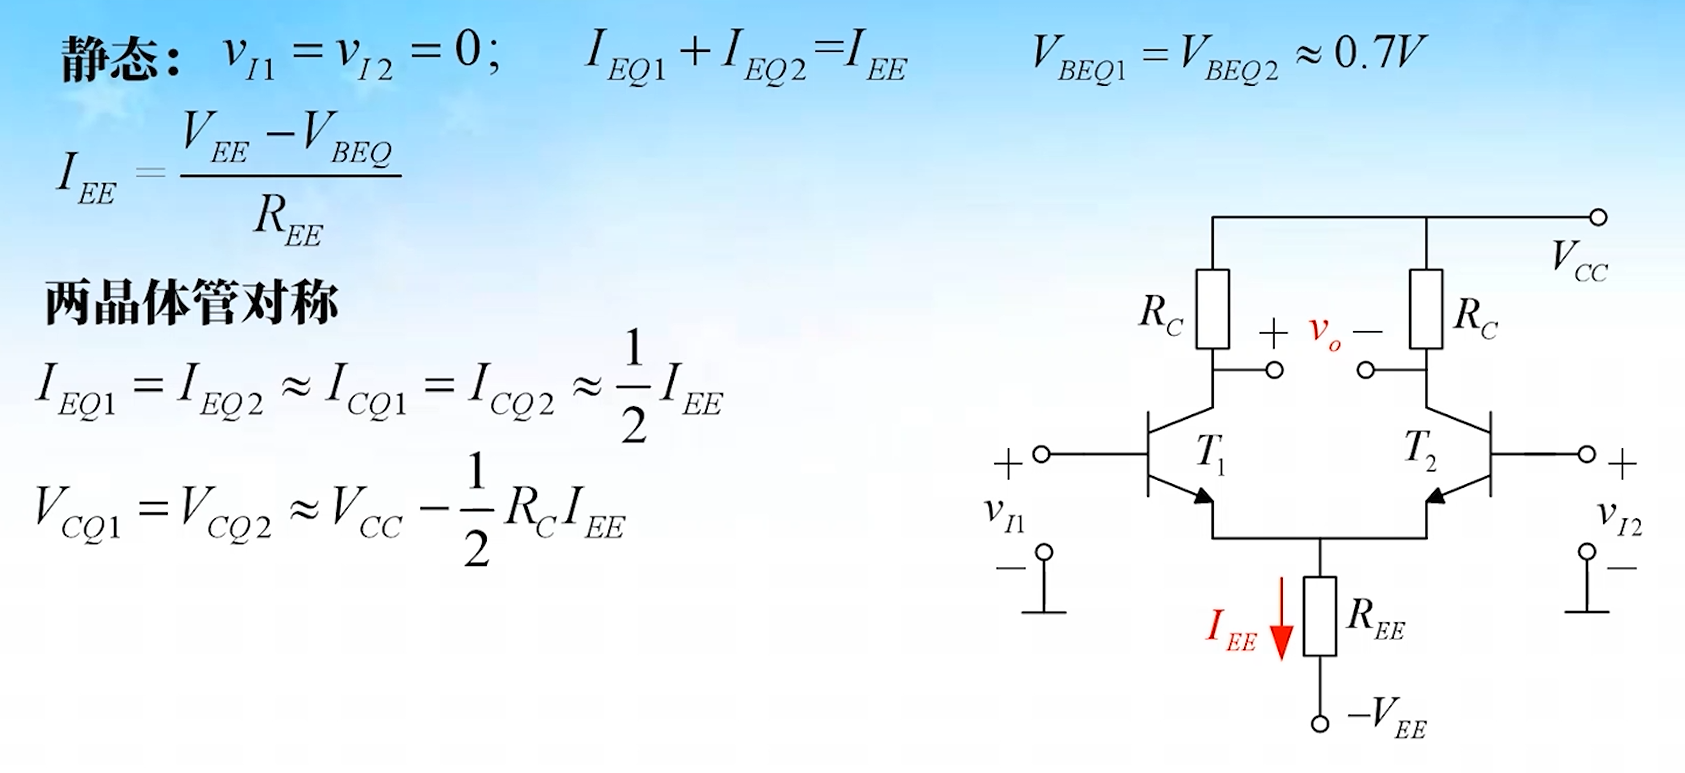 静态： v_{I1} = v_{I2} = 0; I_{EQ1} + I_{EQ2} = I_{EE} V_{BEQ1} = V_{BEQ2} ≈ 0.7V
I_{EE} = \frac{V_{EE} - V_{BEQ}}{R_{EE}}
两晶体管对称
I_{EQ1} = I_{EQ2} ≈ I_{CQ1} = I_{CQ2} ≈ \frac{1}{2} I_{EE}
V_{CQ1} = V_{CQ2} ≈ V_{CC} - \frac{1}{2} R_C I_{EE}
V_{CC}
R_C + v_o − R_C
T_1 T_2
+ +
v_{I1} v_{I2}
− −
I_{EE} R_{EE}
−V_{EE}